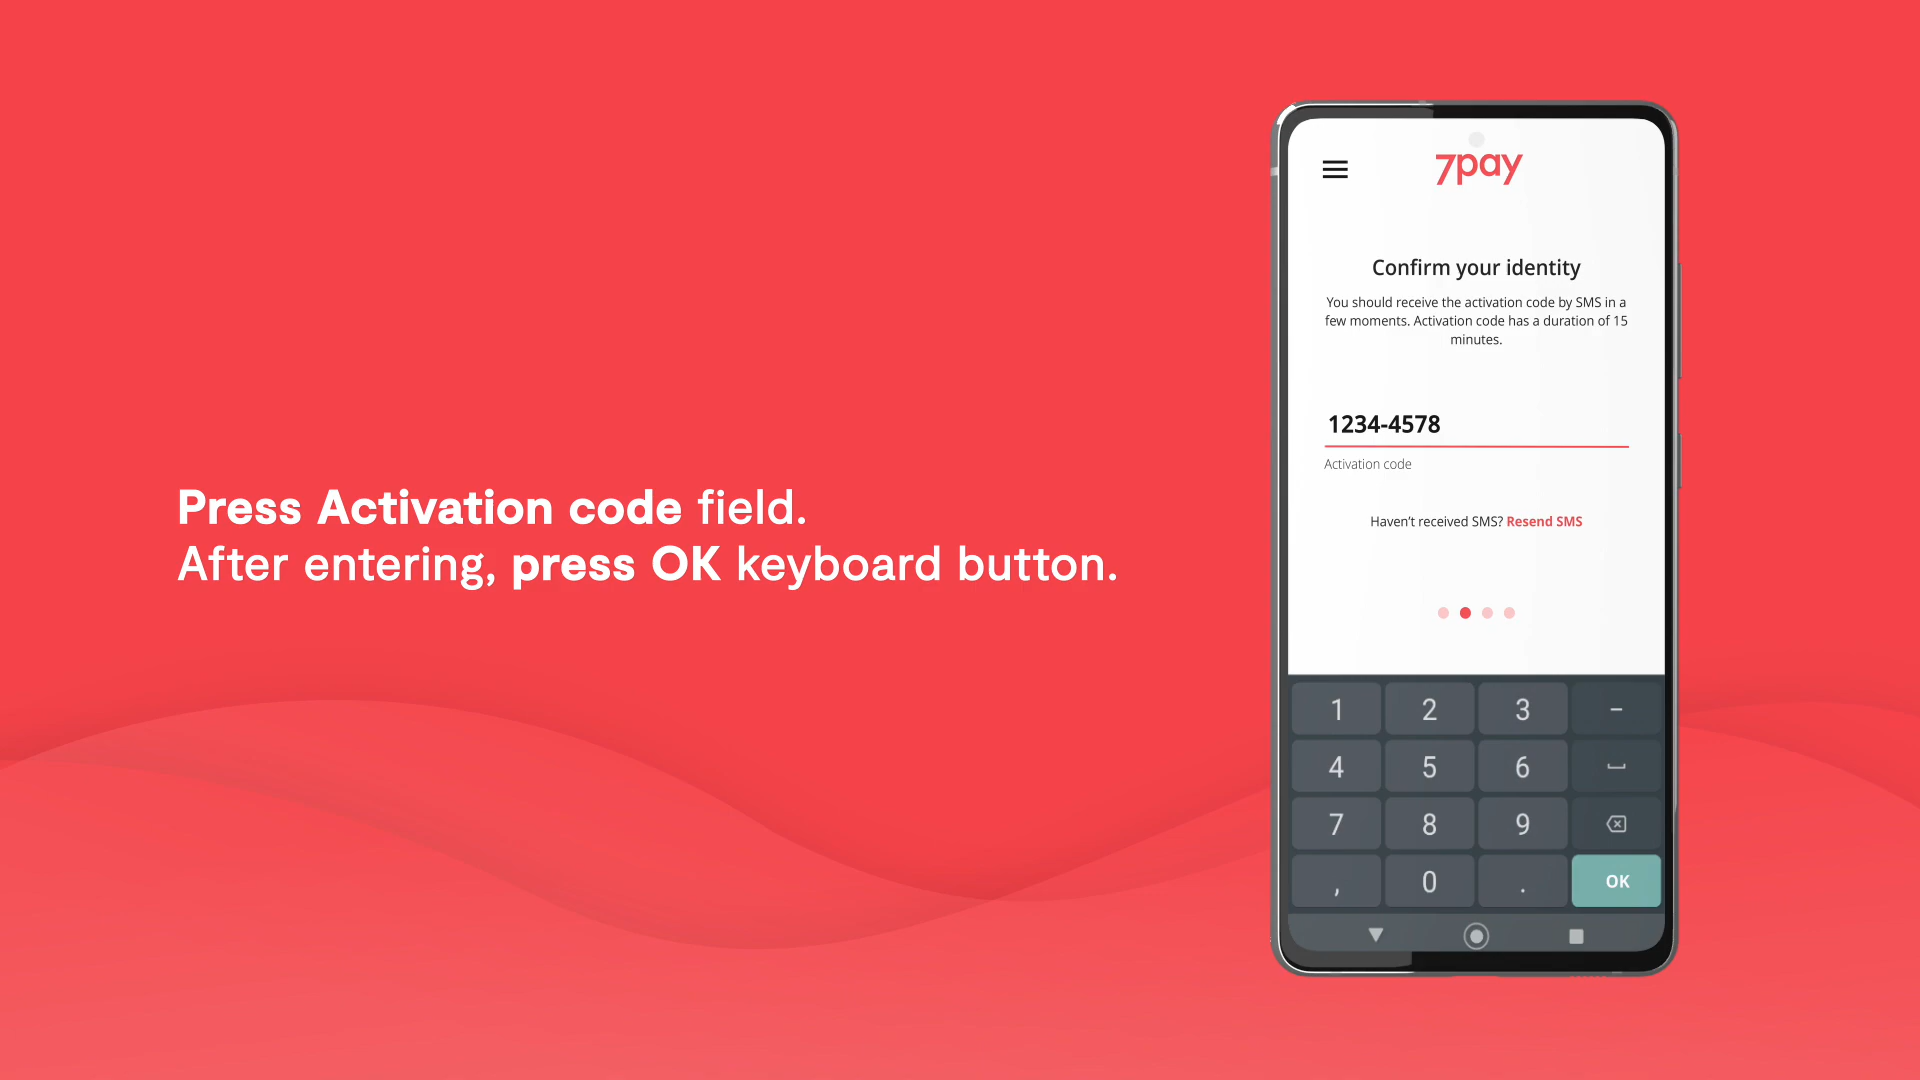 Press Activation code field.
After entering, press OK keyboard button.
7pay
Confirm your identity
You should receive the activation code by SMS in a
few moments. Activation code has a duration of 15
minutes.
1234-4578
Activation code
Haven't received SMS? Resend SMS
1 2 3 –
4 5 6
7 8 9
, 0 . OK